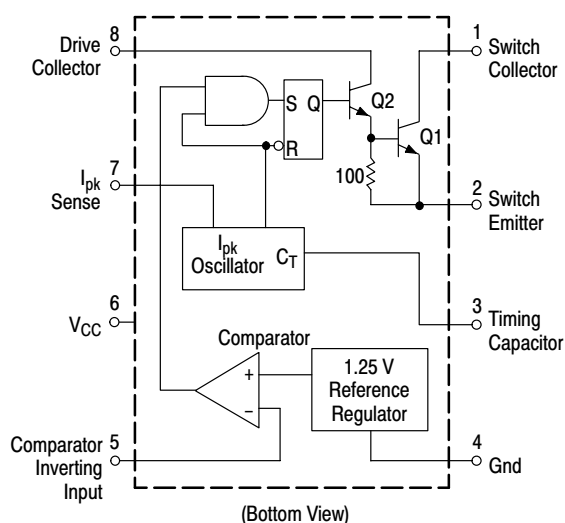 8
Drive
Collector
1
Switch
Collector
S Q
R
Q2
Q1
100
7
Ipk
Sense
2
Switch
Emitter
Ipk
Oscillator
CT
6
VCC
3
Timing
Capacitor
Comparator
+
–
1.25 V
Reference
Regulator
5
Comparator
Inverting
Input
4
Gnd
(Bottom View)